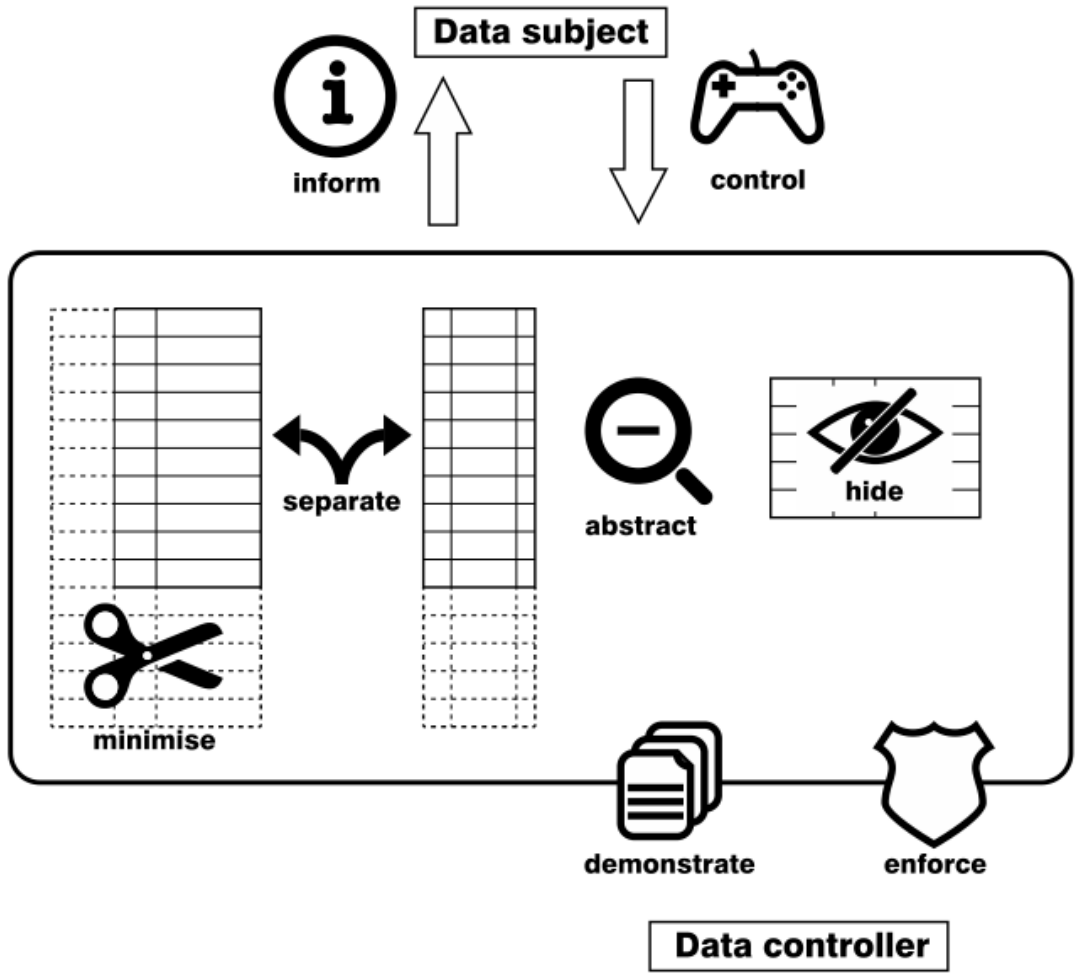 Data subject
inform
control
separate
abstract
hide
minimise
demonstrate
enforce
Data controller